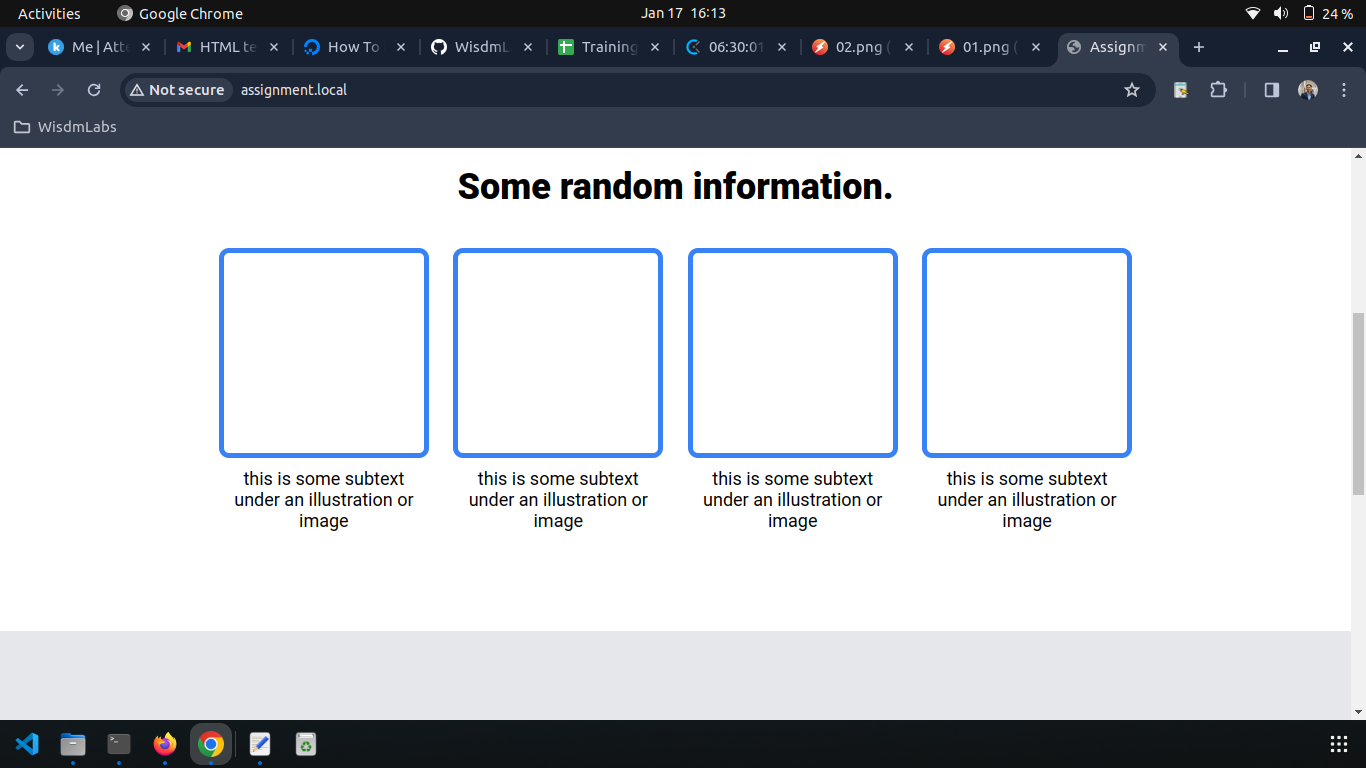 Activities Google Chrome Jan 17 16:13 24 %
Me | Atte HTML te How To WisdmL Training 06:30:01 02.png ( 01.png ( Assignm
Not secure assignment.local
WisdmLabs
Some random information.
this is some subtext this is some subtext this is some subtext this is some subtext
under an illustration or under an illustration or under an illustration or under an illustration or
image image image image